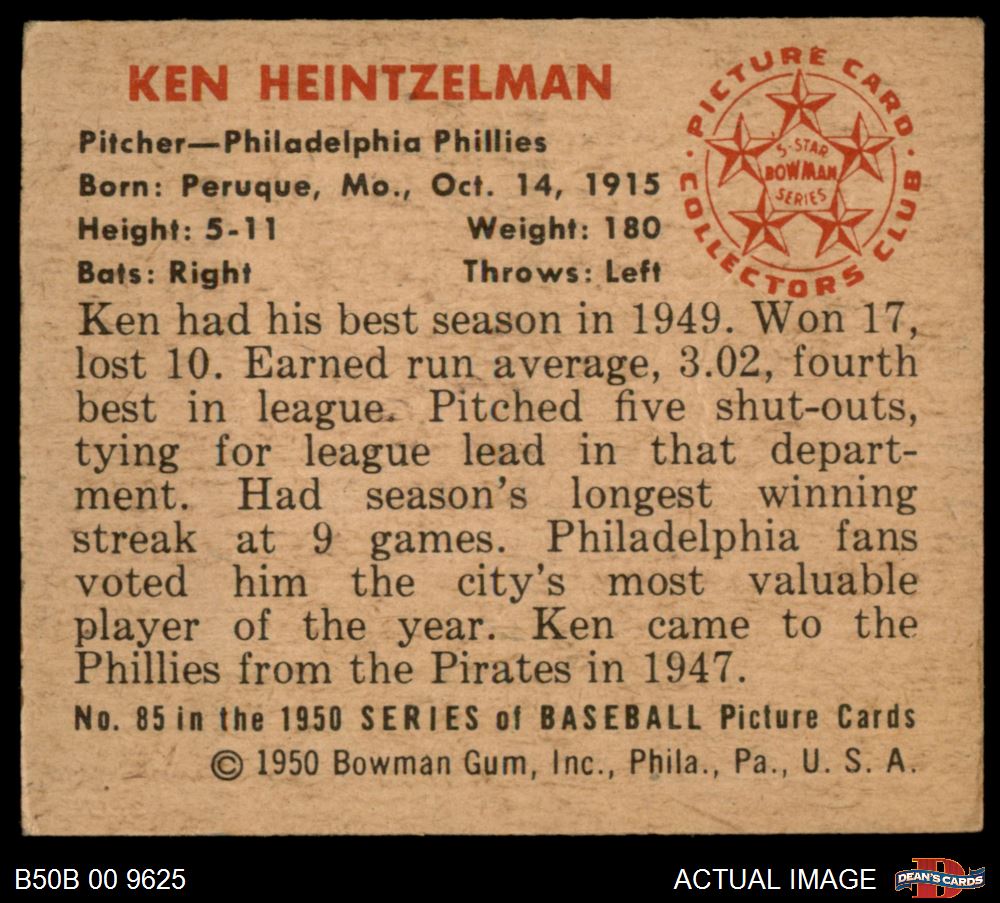 KEN HEINTZELMAN
Pitcher—Philadelphia Phillies
Born: Peruque, Mo., Oct. 14, 1915
Height: 5-11 Weight: 180
Bats: Right Throws: Left
PICTURE CARD
COLLECTORS CLUB
5-STAR
BOWMAN
SERIES
Ken had his best season in 1949. Won 17,
lost 10. Earned run average, 3.02, fourth
best in league. Pitched five shut-outs,
tying for league lead in that depart-
ment. Had season's longest winning
streak at 9 games. Philadelphia fans
voted him the city's most valuable
player of the year. Ken came to the
Phillies from the Pirates in 1947.
No. 85 in the 1950 SERIES of BASEBALL Picture Cards
© 1950 Bowman Gum, Inc., Phila., Pa., U. S. A.
B50B 00 9625
ACTUAL IMAGE
D
DEAN'S CARDS